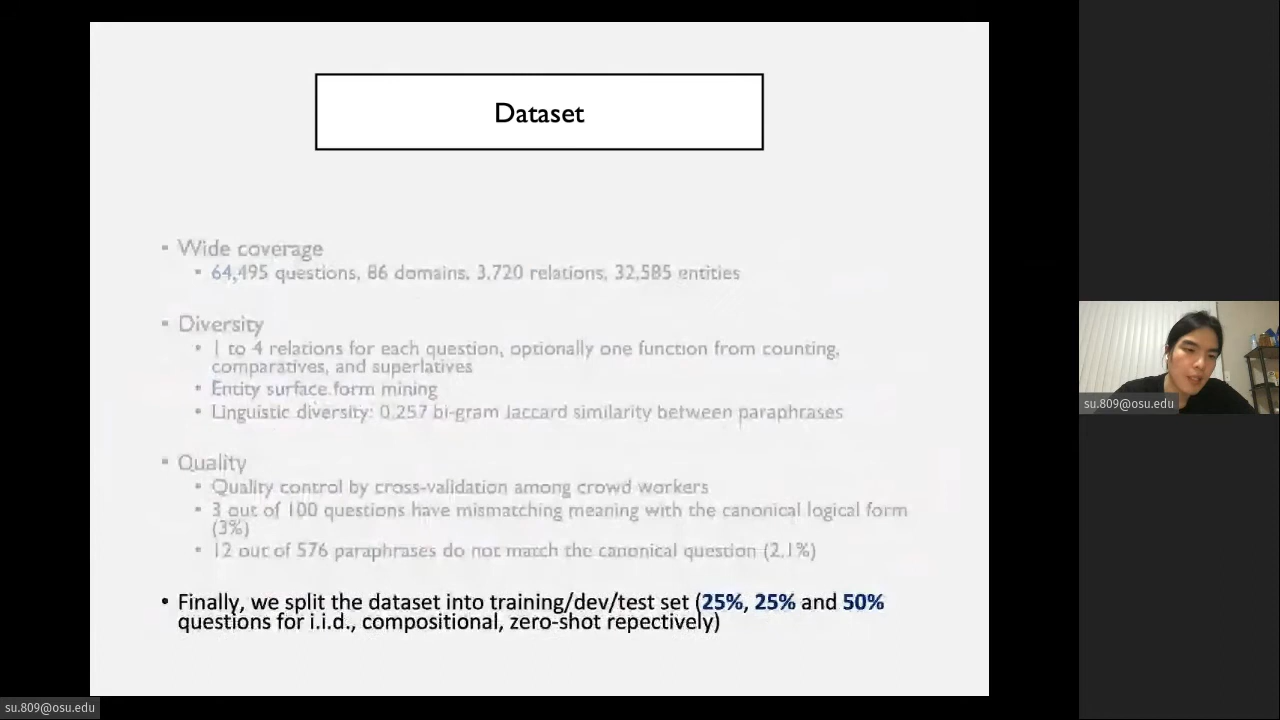 Dataset
▪ Wide coverage
• 64,495 questions, 86 domains, 3,720 relations, 32,585 entities
▪ Diversity
• 1 to 4 relations for each question, optionally one function from counting,
comparatives, and superlatives
• Entity surface form mining
• Linguistic diversity: 0.257 bi-gram Jaccard similarity between paraphrases
▪ Quality
• Quality control by cross-validation among crowd workers
• 3 out of 100 questions have mismatching meaning with the canonical logical form
(3%)
• 12 out of 576 paraphrases do not match the canonical question (2.1%)
• Finally, we split the dataset into training/dev/test set (25%, 25% and 50%
questions for i.i.d., compositional, zero-shot repectively)
su.809@osu.edu
su.809@osu.edu